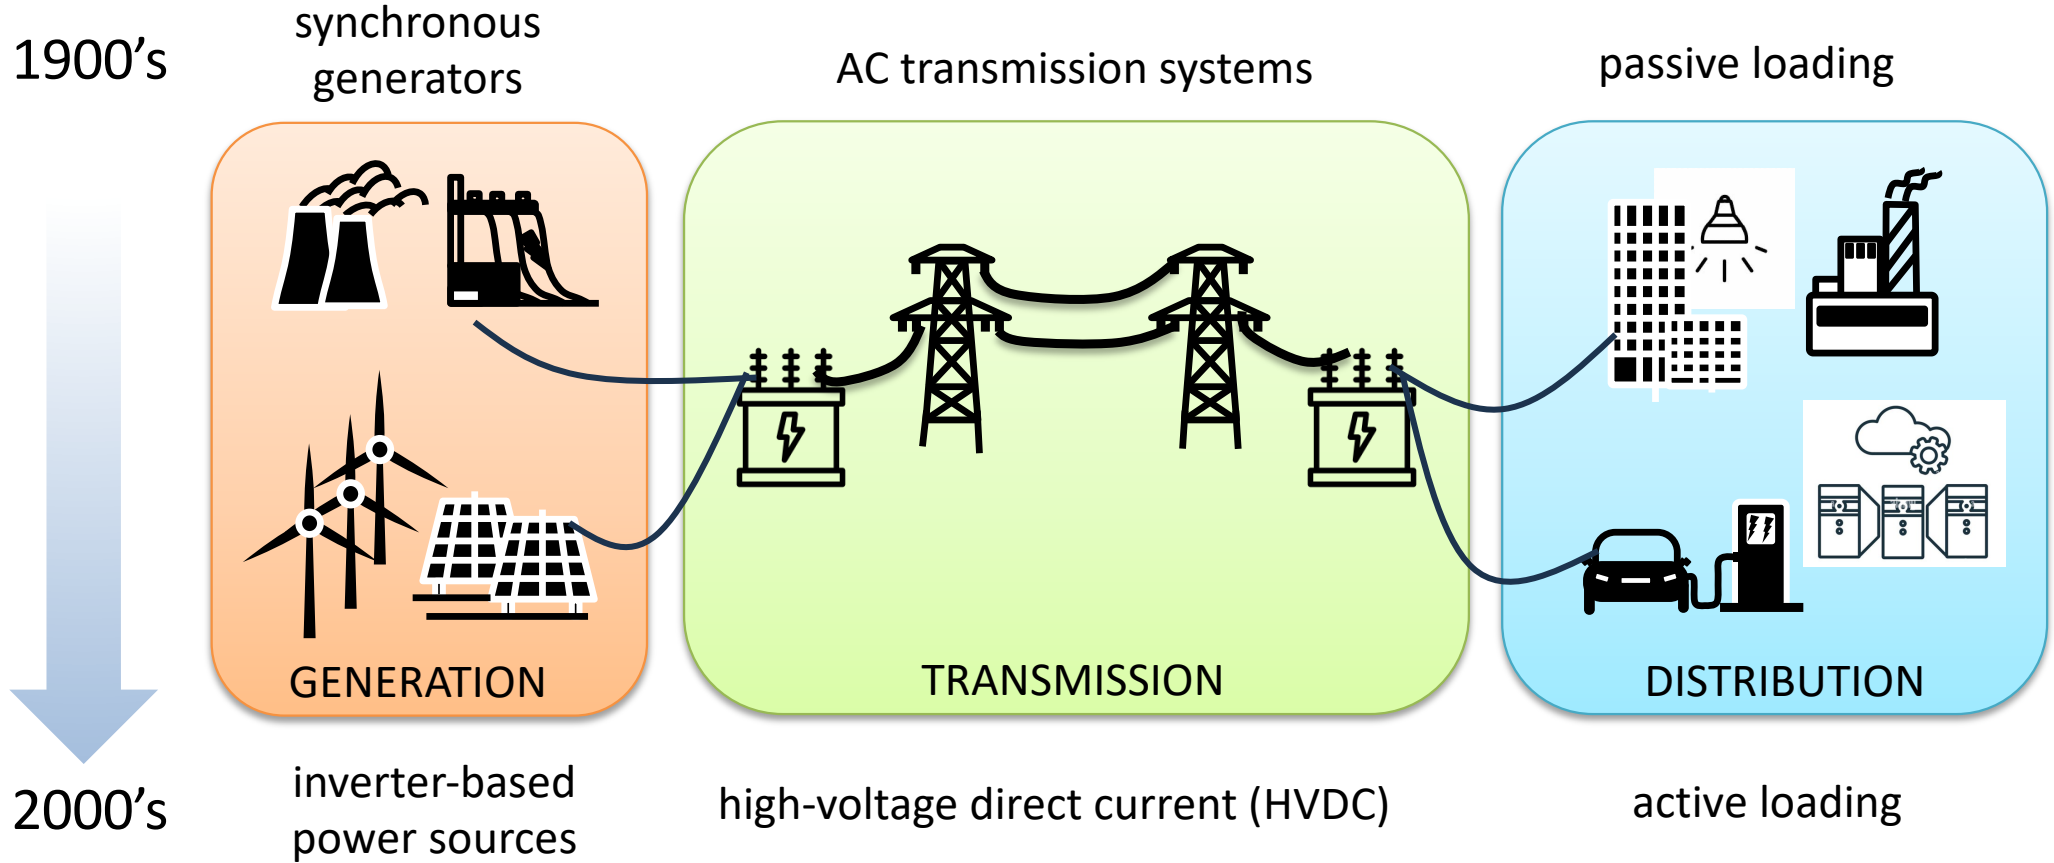 1900's
synchronous
generators
AC transmission systems
passive loading
GENERATION
TRANSMISSION
DISTRIBUTION
2000's
inverter-based
power sources
high-voltage direct current (HVDC)
active loading